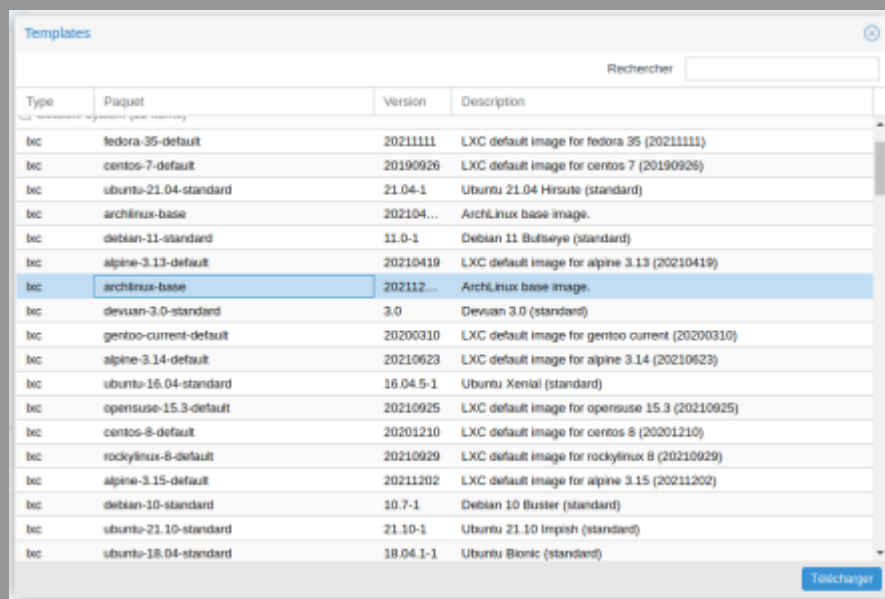 Templates
Rechercher
Type Paquet Version Description
lxc fedora-35-default 20211111 LXC default image for fedora 35 (20211111)
lxc centos-7-default 20190926 LXC default image for centos 7 (20190926)
lxc ubuntu-21.04-standard 21.04-1 Ubuntu 21.04 Hirsute (standard)
lxc archlinux-base 202104... ArchLinux base image.
lxc debian-11-standard 11.0-1 Debian 11 Bullseye (standard)
lxc alpine-3.13-default 20210419 LXC default image for alpine 3.13 (20210419)
lxc archlinux-base 202112... ArchLinux base image.
lxc devuan-3.0-standard 3.0 Devuan 3.0 (standard)
lxc gentoo-current-default 20200310 LXC default image for gentoo current (20200310)
lxc alpine-3.14-default 20210623 LXC default image for alpine 3.14 (20210623)
lxc ubuntu-16.04-standard 16.04.5-1 Ubuntu Xenial (standard)
lxc opensuse-15.3-default 20210925 LXC default image for opensuse 15.3 (20210925)
lxc centos-8-default 20201210 LXC default image for centos 8 (20201210)
lxc rockylinux-8-default 20210929 LXC default image for rockylinux 8 (20210929)
lxc alpine-3.15-default 20211202 LXC default image for alpine 3.15 (20211202)
lxc debian-10-standard 10.7-1 Debian 10 Buster (standard)
lxc ubuntu-21.10-standard 21.10-1 Ubuntu 21.10 Impish (standard)
lxc ubuntu-18.04-standard 18.04.1-1 Ubuntu Bionic (standard)
Télécharger